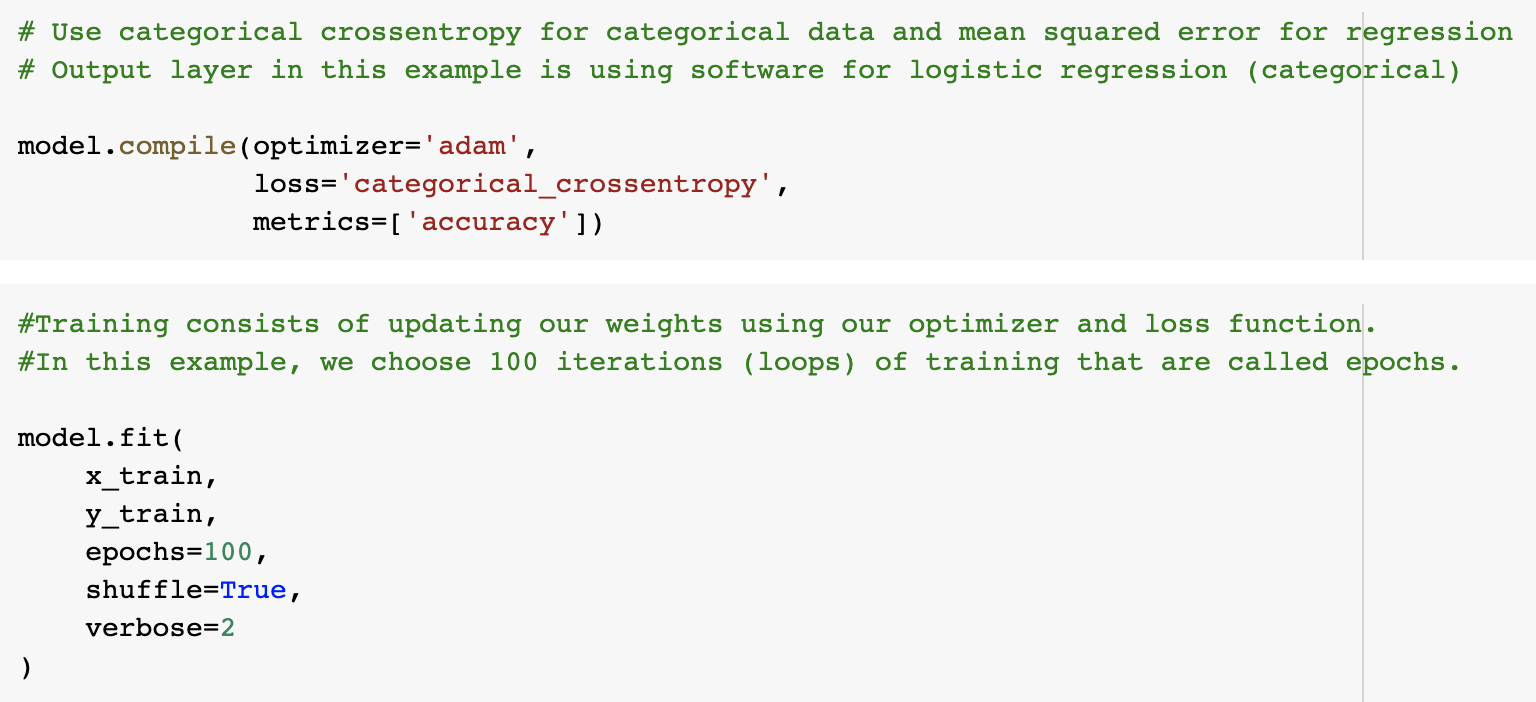 # Use categorical crossentropy for categorical data and mean squared error for regression
# Output layer in this example is using software for logistic regression (categorical)
model.compile(optimizer='adam',
              loss='categorical_crossentropy',
              metrics=['accuracy'])
#Training consists of updating our weights using our optimizer and loss function.
#In this example, we choose 100 iterations (loops) of training that are called epochs.
model.fit(
    x_train,
    y_train,
    epochs=100,
    shuffle=True,
    verbose=2
)